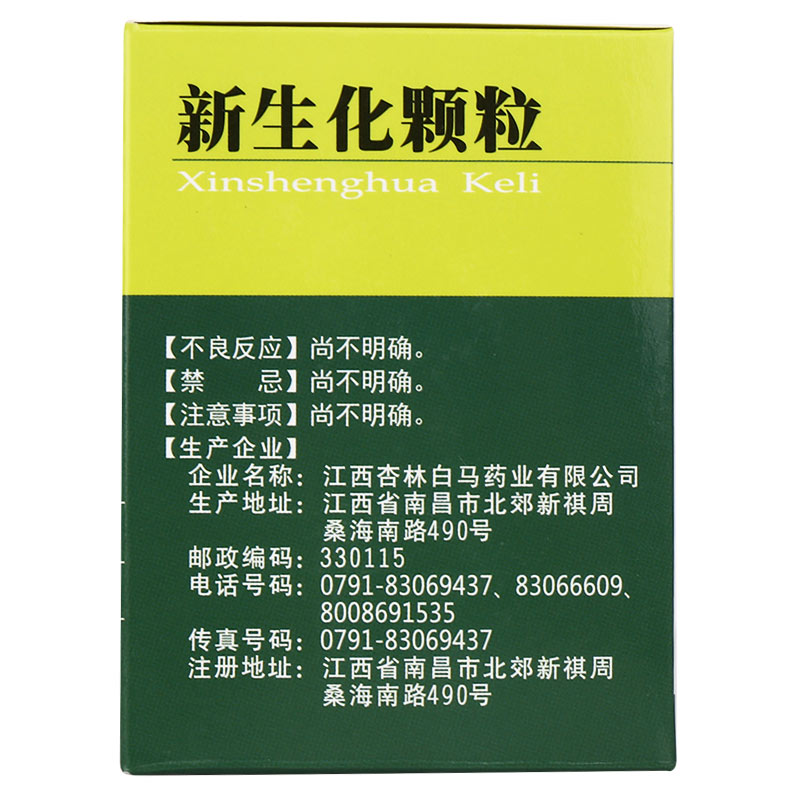 新生化颗粒
Xinshenghua Keli
【不良反应】尚不明确。
【禁　　忌】尚不明确。
【注意事项】尚不明确。
【生产企业】
企业名称：江西杏林白马药业有限公司
生产地址：江西省南昌市北郊新祺周
桑海南路490号
邮政编码：330115
电话号码：0791-83069437、83066609、
8008691535
传真号码：0791-83069437
注册地址：江西省南昌市北郊新祺周
桑海南路490号